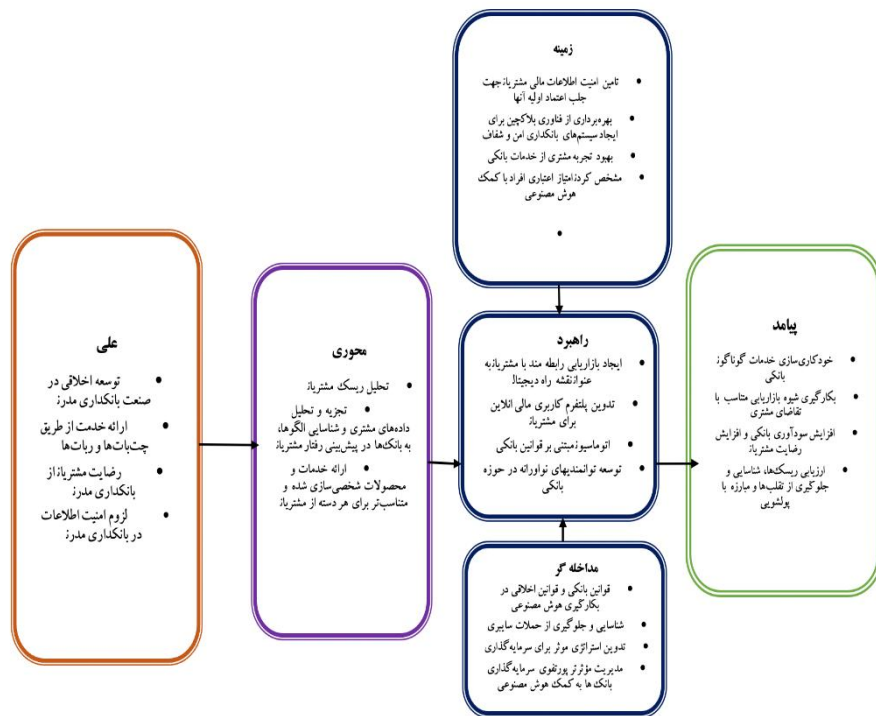 زمینه
تامین امنیت اطلاعات مالی مشتریان جهت
جلب اعتماد اولیه آنها
بهره‌برداری از فناوری بلاکچین برای
ایجاد سیستم‌های بانکداری امن و شفاف
بهبود تجربه مشتری از خدمات بانکی
مشخص کردن امتیاز اعتباری افراد با کمک
هوش مصنوعی
علی
توسعه اخلاقی در
صنعت بانکداری مدرن
ارائه خدمت از طریق
چت‌بات‌ها و ربات‌ها
رضایت مشتریان از
بانکداری مدرن
لزوم امنیت اطلاعات
در بانکداری مدرن
محوری
تحلیل ریسک مشتریان
تجزیه و تحلیل
داده‌های مشتری و شناسایی الگوها،
به بانک‌ها در پیش‌بینی رفتار مشتریان
ارائه خدمات و
محصولات شخصی‌سازی شده و
متناسب‌تر برای هر دسته از مشتریان
راهبرد
ایجاد بازاریابی رابطه مند با مشتریان به
عنوان نقشه راه دیجیتال
تدوین پلتفرم کاربری مالی آنلاین
برای مشتریان
اتوماسیون مبتنی بر قوانین بانکی
توسعه توانمندیهای نوآورانه در حوزه
بانکی
مداخله گر
قوانین بانکی و قوانین اخلاقی در
بکارگیری هوش مصنوعی
شناسایی و جلوگیری از حملات سایبری
تدوین استراتژی موثر برای سرمایه‌گذاری
مدیریت مؤثرتر پورتفوی سرمایه‌گذاری
بانک ها به کمک هوش مصنوعی
پیامد
خودکاری‌سازی خدمات گوناگون
بانکی
بکارگیری شیوه بازاریابی متناسب با
تقاضای مشتری
افزایش سودآوری بانکی و افزایش
رضایت مشتریان
ارزیابی ریسک‌ها، شناسایی و
جلوگیری از تقلب‌ها و مبارزه با
پولشویی